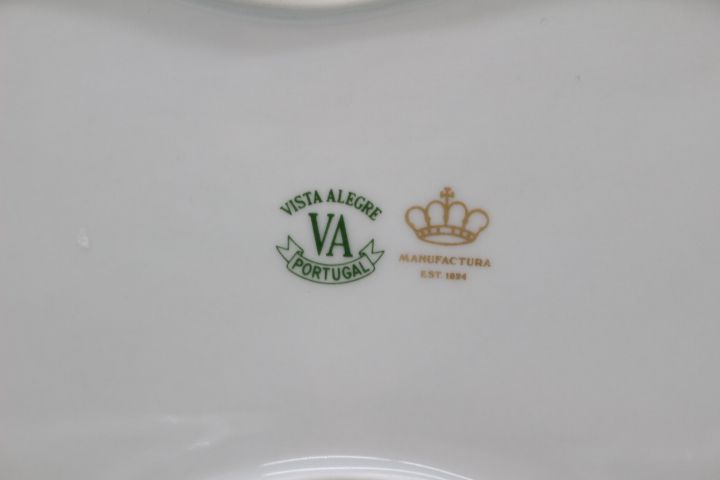 VISTA ALEGRE
VA
PORTUGAL
MANUFACTURA
EST. 1824